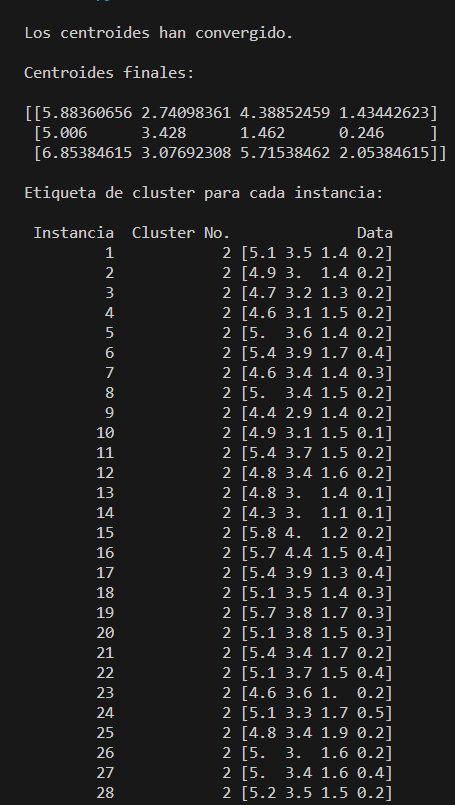 Los centroides han convergido.
Centroides finales:
[[5.88360656 2.74098361 4.38852459 1.43442623]
[5.006 3.428 1.462 0.246 ]
[6.85384615 3.07692308 5.71538462 2.05384615]]
Etiqueta de cluster para cada instancia:
Instancia Cluster No. Data
1 2 [5.1 3.5 1.4 0.2]
2 2 [4.9 3. 1.4 0.2]
3 2 [4.7 3.2 1.3 0.2]
4 2 [4.6 3.1 1.5 0.2]
5 2 [5. 3.6 1.4 0.2]
6 2 [5.4 3.9 1.7 0.4]
7 2 [4.6 3.4 1.4 0.3]
8 2 [5. 3.4 1.5 0.2]
9 2 [4.4 2.9 1.4 0.2]
10 2 [4.9 3.1 1.5 0.1]
11 2 [5.4 3.7 1.5 0.2]
12 2 [4.8 3.4 1.6 0.2]
13 2 [4.8 3. 1.4 0.1]
14 2 [4.3 3. 1.1 0.1]
15 2 [5.8 4. 1.2 0.2]
16 2 [5.7 4.4 1.5 0.4]
17 2 [5.4 3.9 1.3 0.4]
18 2 [5.1 3.5 1.4 0.3]
19 2 [5.7 3.8 1.7 0.3]
20 2 [5.1 3.8 1.5 0.3]
21 2 [5.4 3.4 1.7 0.2]
22 2 [5.1 3.7 1.5 0.4]
23 2 [4.6 3.6 1. 0.2]
24 2 [5.1 3.3 1.7 0.5]
25 2 [4.8 3.4 1.9 0.2]
26 2 [5. 3. 1.6 0.2]
27 2 [5. 3.4 1.6 0.4]
28 2 [5.2 3.5 1.5 0.2]